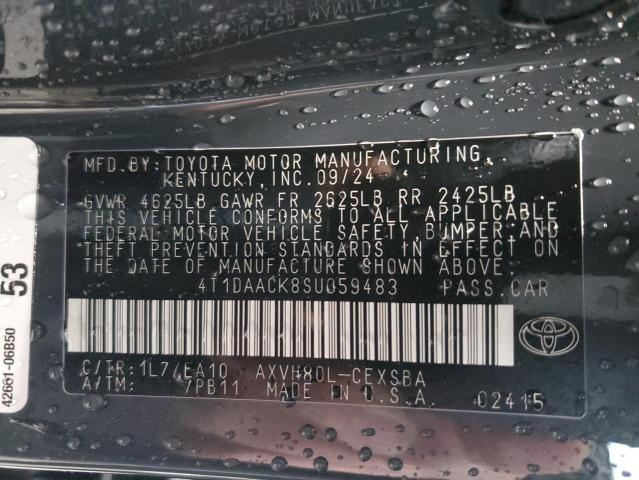 MFD.BY:TOYOTA MOTOR MANUFACTURING,
KENTUCKY,INC.09/24
GVWR 4625LB GAWR FR 2625LB RR 2425LB
THIS VEHICLE CONFORMS TO ALL APPLICABLE
FEDERAL MOTOR VEHICLE SAFETY,BUMPER,AND
THEFT PREVENTION STANDARDS IN EFFECT ON
THE DATE OF MANUFACTURE SHOWN ABOVE.
4T1DAACK8SU059483 PASS.CAR
C/TR:1L7/EA10 AXVH80L-CEXSBA
A/TM: /PB11 MADE IN U.S.A. 02415
42661-06B50
53